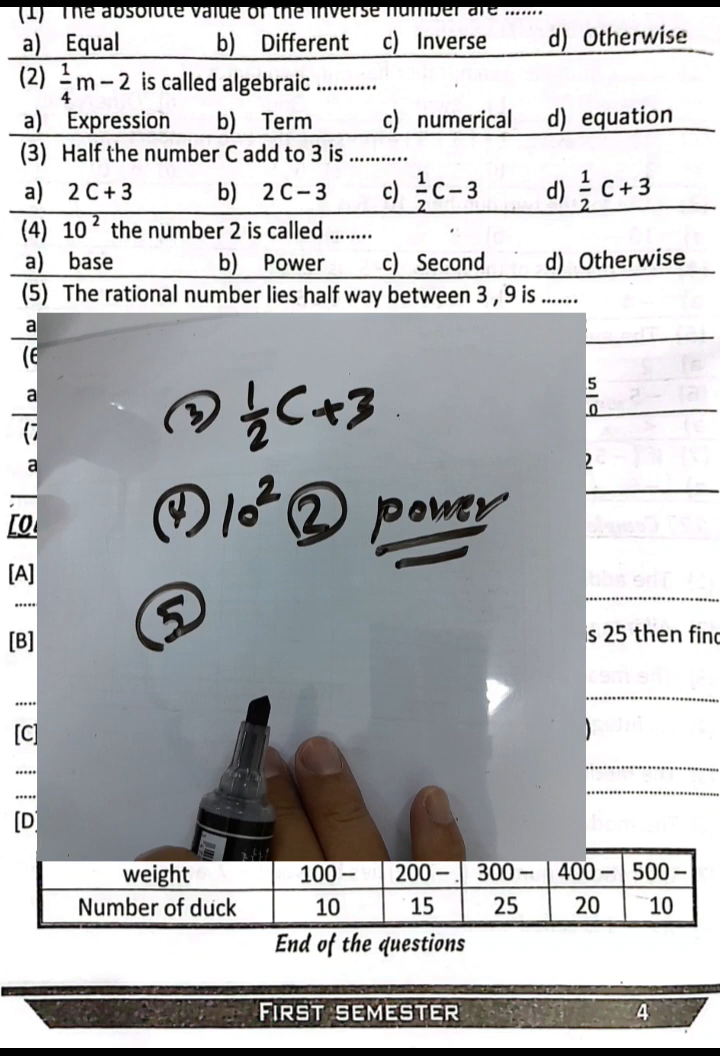 (1) The absolute value of the inverse number are .......
a) Equal b) Different c) Inverse d) Otherwise
(2) 1/4 m – 2 is called algebraic ...........
a) Expression b) Term c) numerical d) equation
(3) Half the number C add to 3 is ...........
a) 2 C + 3 b) 2 C – 3 c) 1/2 C – 3 d) 1/2 C + 3
(4) 10² the number 2 is called ........
a) base b) Power c) Second d) Otherwise
(5) The rational number lies half way between 3 , 9 is .......
a
(6
a 5/0
(7
a 2
[A]
[B] is 25 then find
[C] )
[D]
③ 1/2 C + 3
④ 10² ② power
⑤
weight 100 – 200 – 300 – 400 – 500 –
Number of duck 10 15 25 20 10
End of the questions
FIRST SEMESTER 4